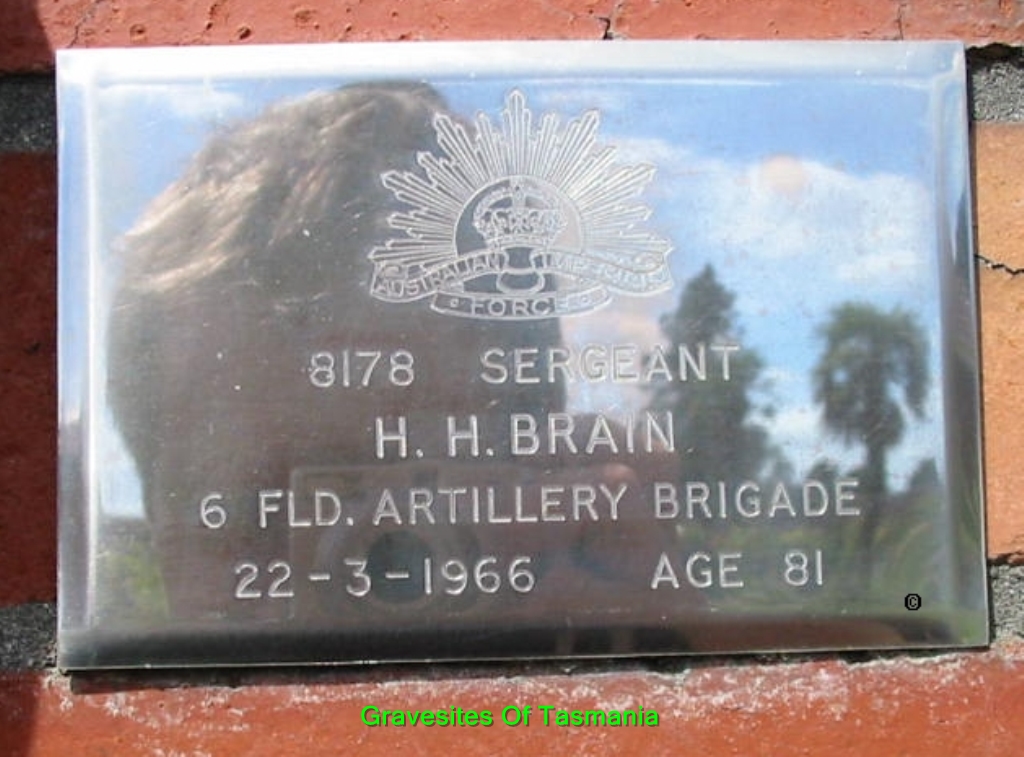 AUSTRALIAN IMPERIAL
FORCE
8178 SERGEANT
H. H. BRAIN
6 FLD. ARTILLERY BRIGADE
22-3-1966 AGE 81
©
Gravesites Of Tasmania